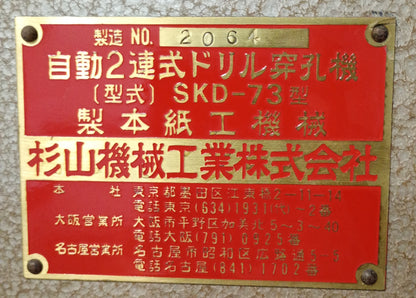 製造 NO. 2064
自動2連式ドリル穿孔機
(型式) SKD-73型
製本紙工機械
杉山機械工業株式会社
本社 東京都墨田区江東橋2-11-14
電話東京(634)1931(代)~2番
大阪営業所 大阪市平野区加美北5-3-40
電話大阪(791)0925番
名古屋営業所 名古屋市昭和区広路通5-5
電話名古屋(841)1702番